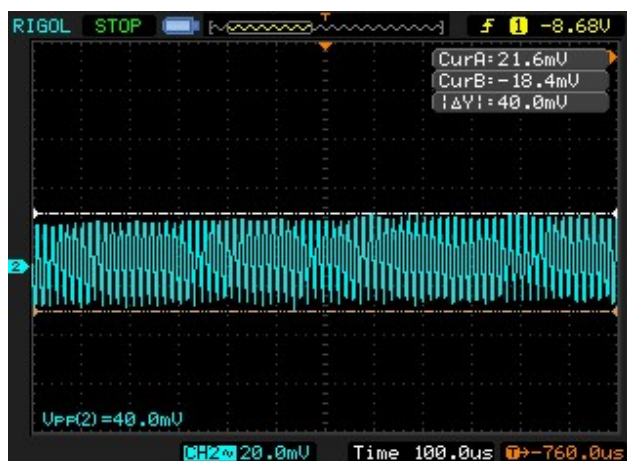 RIGOL STOP T 1 -8.68V
CurA:21.6mV
CurB:-18.4mV
|ΔY|:40.0mV
2
VPP(2)=40.0mV
CH2~20.0mV Time 100.0us T→-760.0us